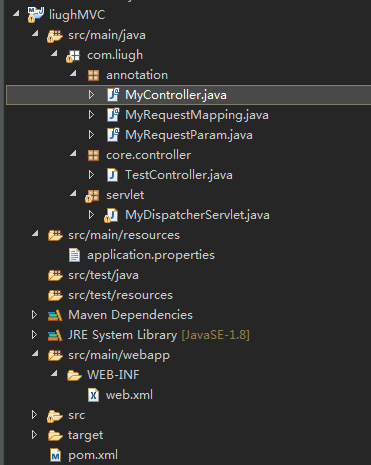 liughMVC
src/main/java
com.liugh
annotation
MyController.java
MyRequestMapping.java
MyRequestParam.java
core.controller
TestController.java
servlet
MyDispatcherServlet.java
src/main/resources
application.properties
src/test/java
src/test/resources
Maven Dependencies
JRE System Library [JavaSE-1.8]
src/main/webapp
WEB-INF
web.xml
src
target
pom.xml